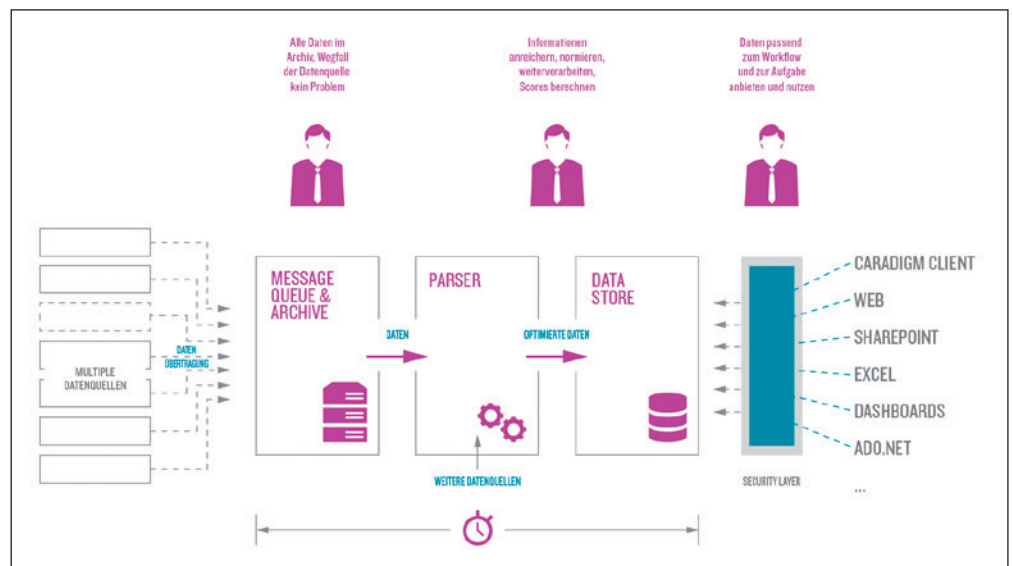 Alle Daten im
Archiv, Wegfall
der Datenquelle
kein Problem
Informationen
anreichern, normieren,
weiterverarbeiten,
Scores berechnen
Daten passend
zum Workflow
und zur Aufgabe
anbieten und nutzen
MULTIPLE
DATENQUELLEN
DATEN
ÜBERTRAGUNG
MESSAGE
QUEUE &
ARCHIVE
DATEN
PARSER
OPTIMIERTE DATEN
WEITERE DATENQUELLEN
DATA
STORE
SECURITY LAYER
CARADIGM CLIENT
WEB
SHAREPOINT
EXCEL
DASHBOARDS
ADO.NET
...